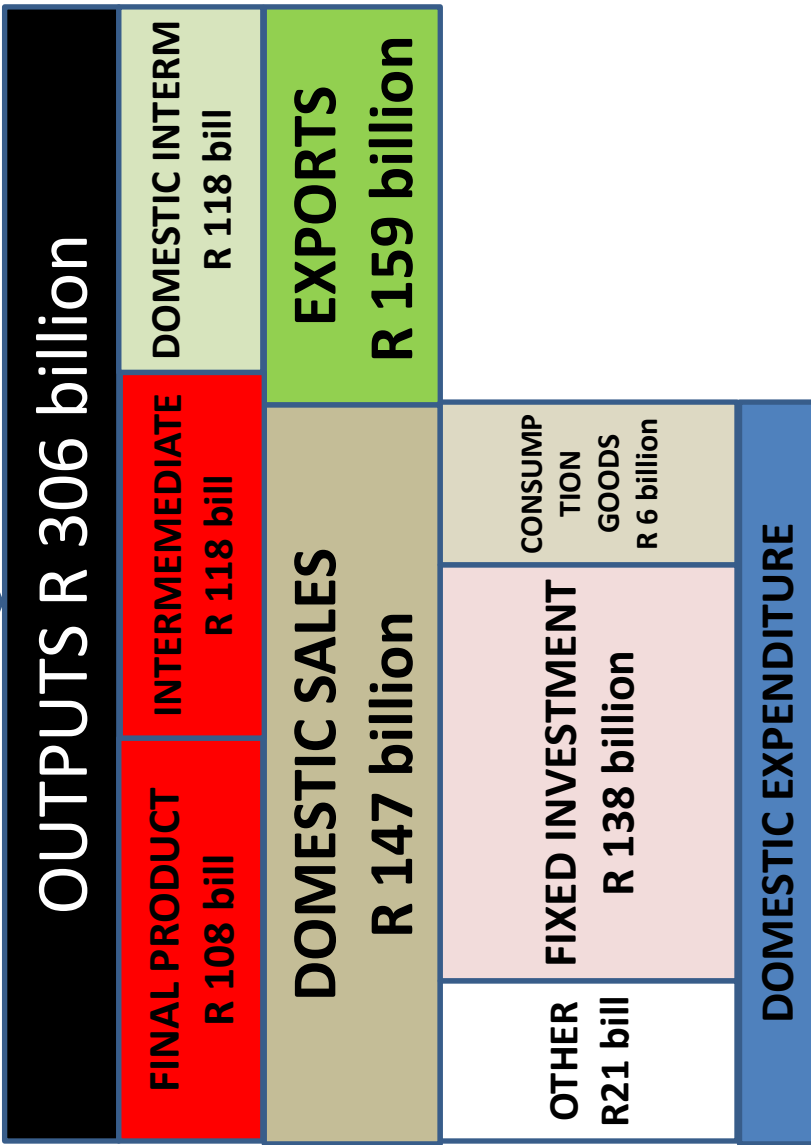 OUTPUTS R 306 billion
FINAL PRODUCT
R 108 bill
INTERMEMEDIATE
R 118 bill
DOMESTIC INTERM
R 118 bill
DOMESTIC SALES
R 147 billion
EXPORTS
R 159 billion
OTHER
R21 bill
FIXED INVESTMENT
R 138 billion
CONSUMP
TION
GOODS
R 6 billion
DOMESTIC EXPENDITURE